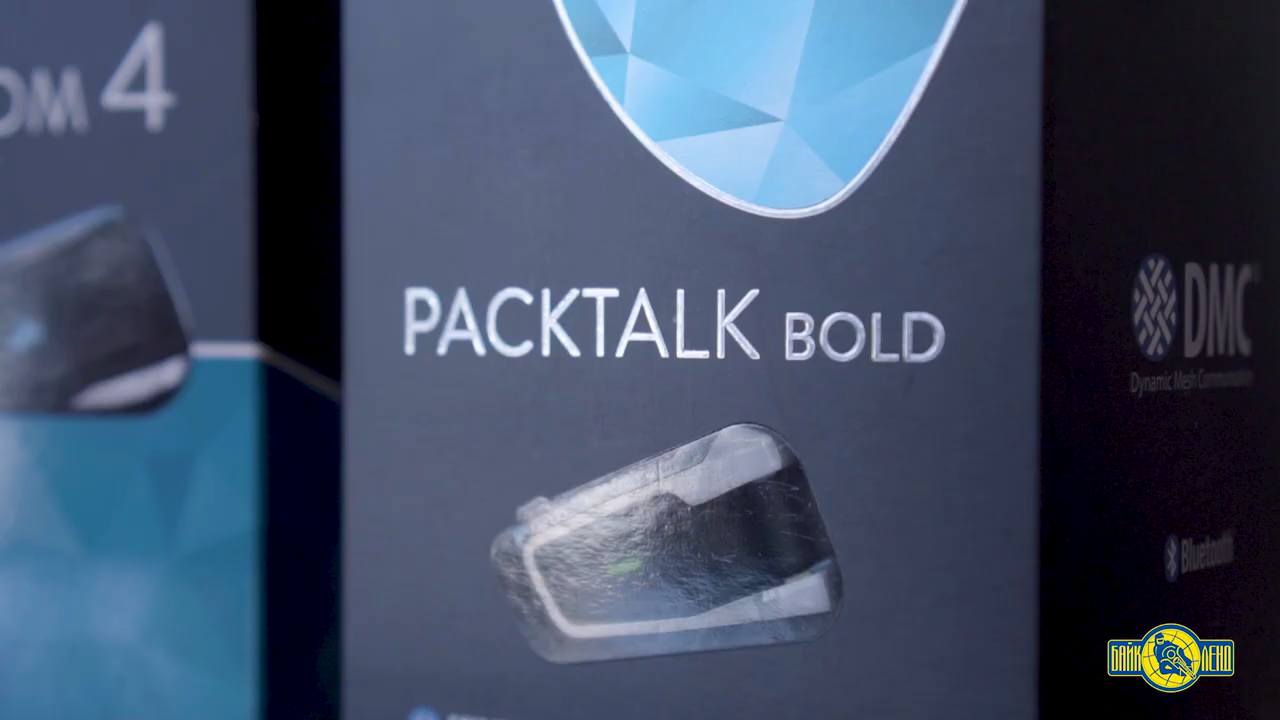 OM 4
PACKTALK BOLD
DMC
Dynamic Mesh Communication
Bluetooth
БАЙК ЛЕНД